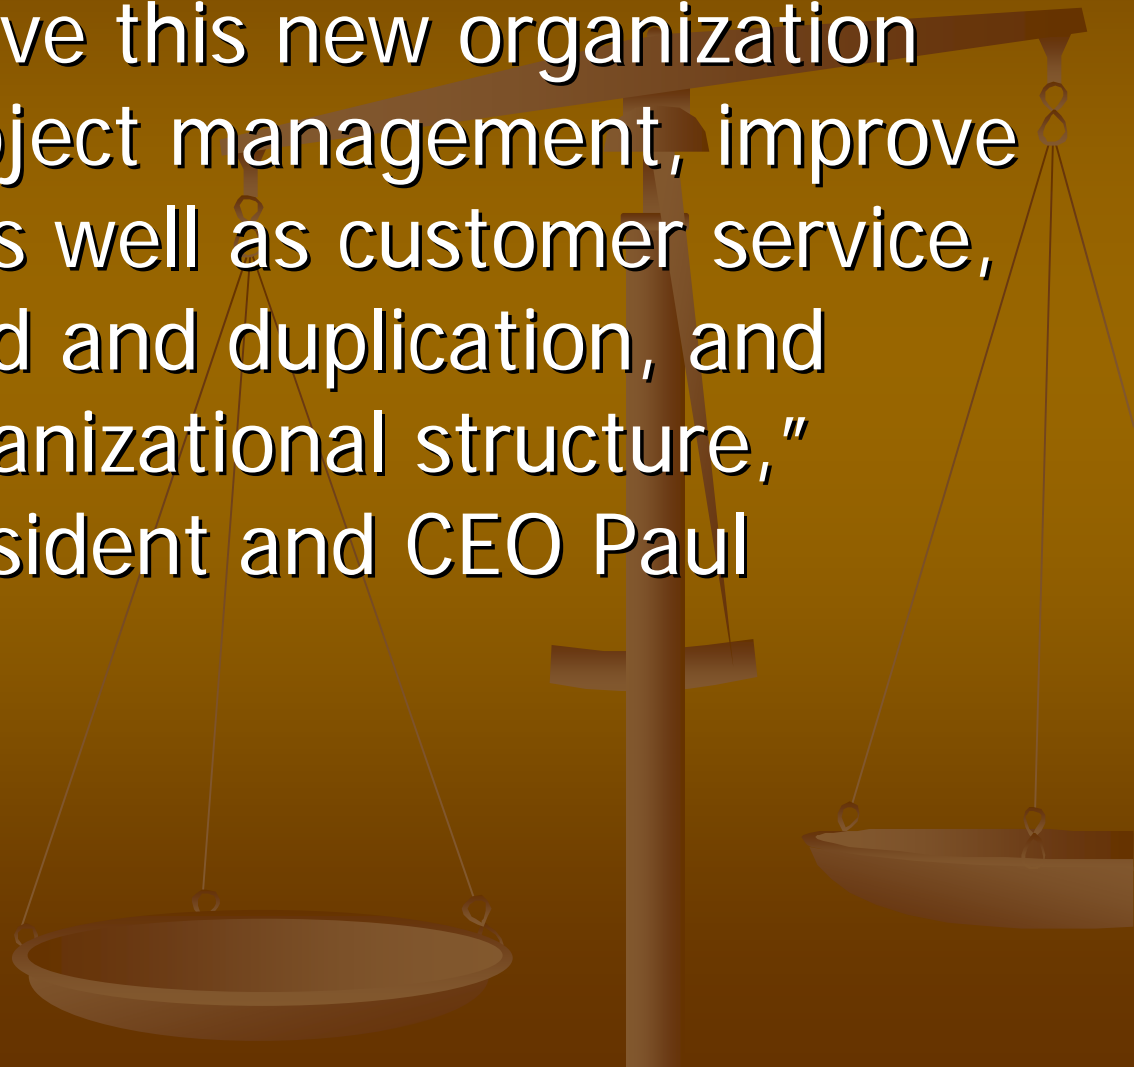 ve this new organization
ject management, improve
s well as customer service,
d and duplication, and
anizational structure,”
sident and CEO Paul